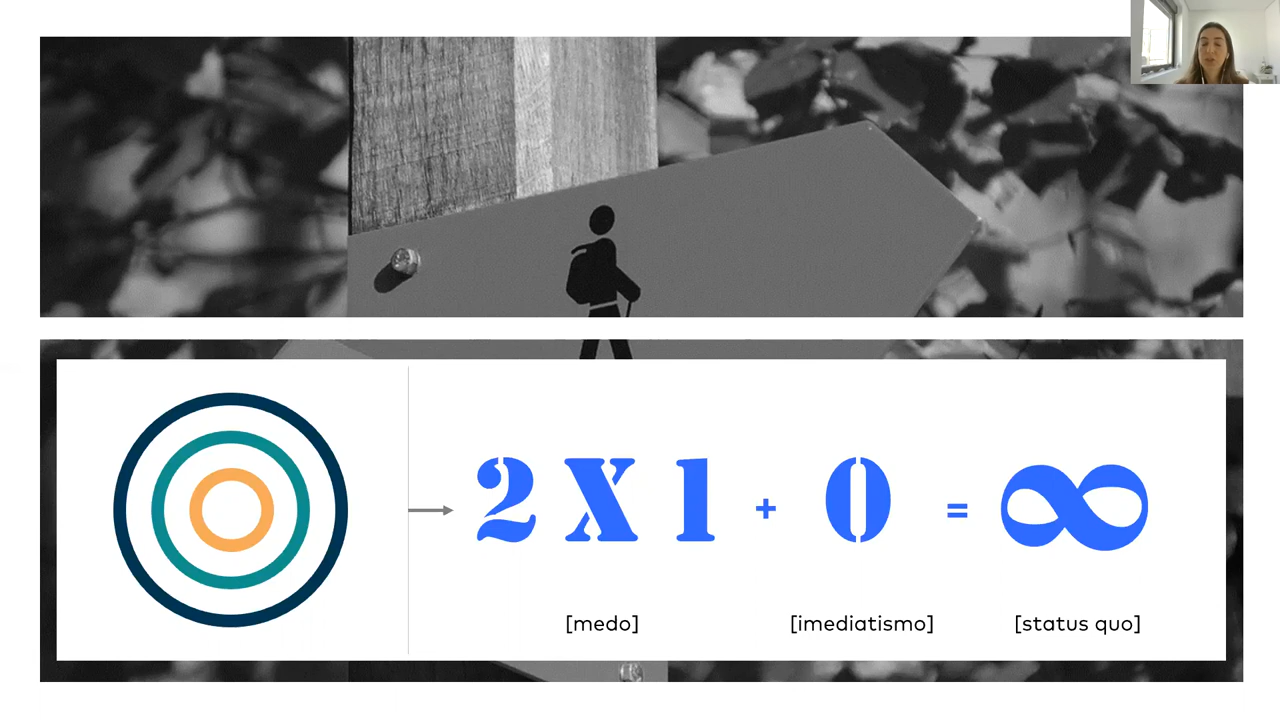 2 X 1 + 0 = ∞
[medo] [imediatismo] [status quo]